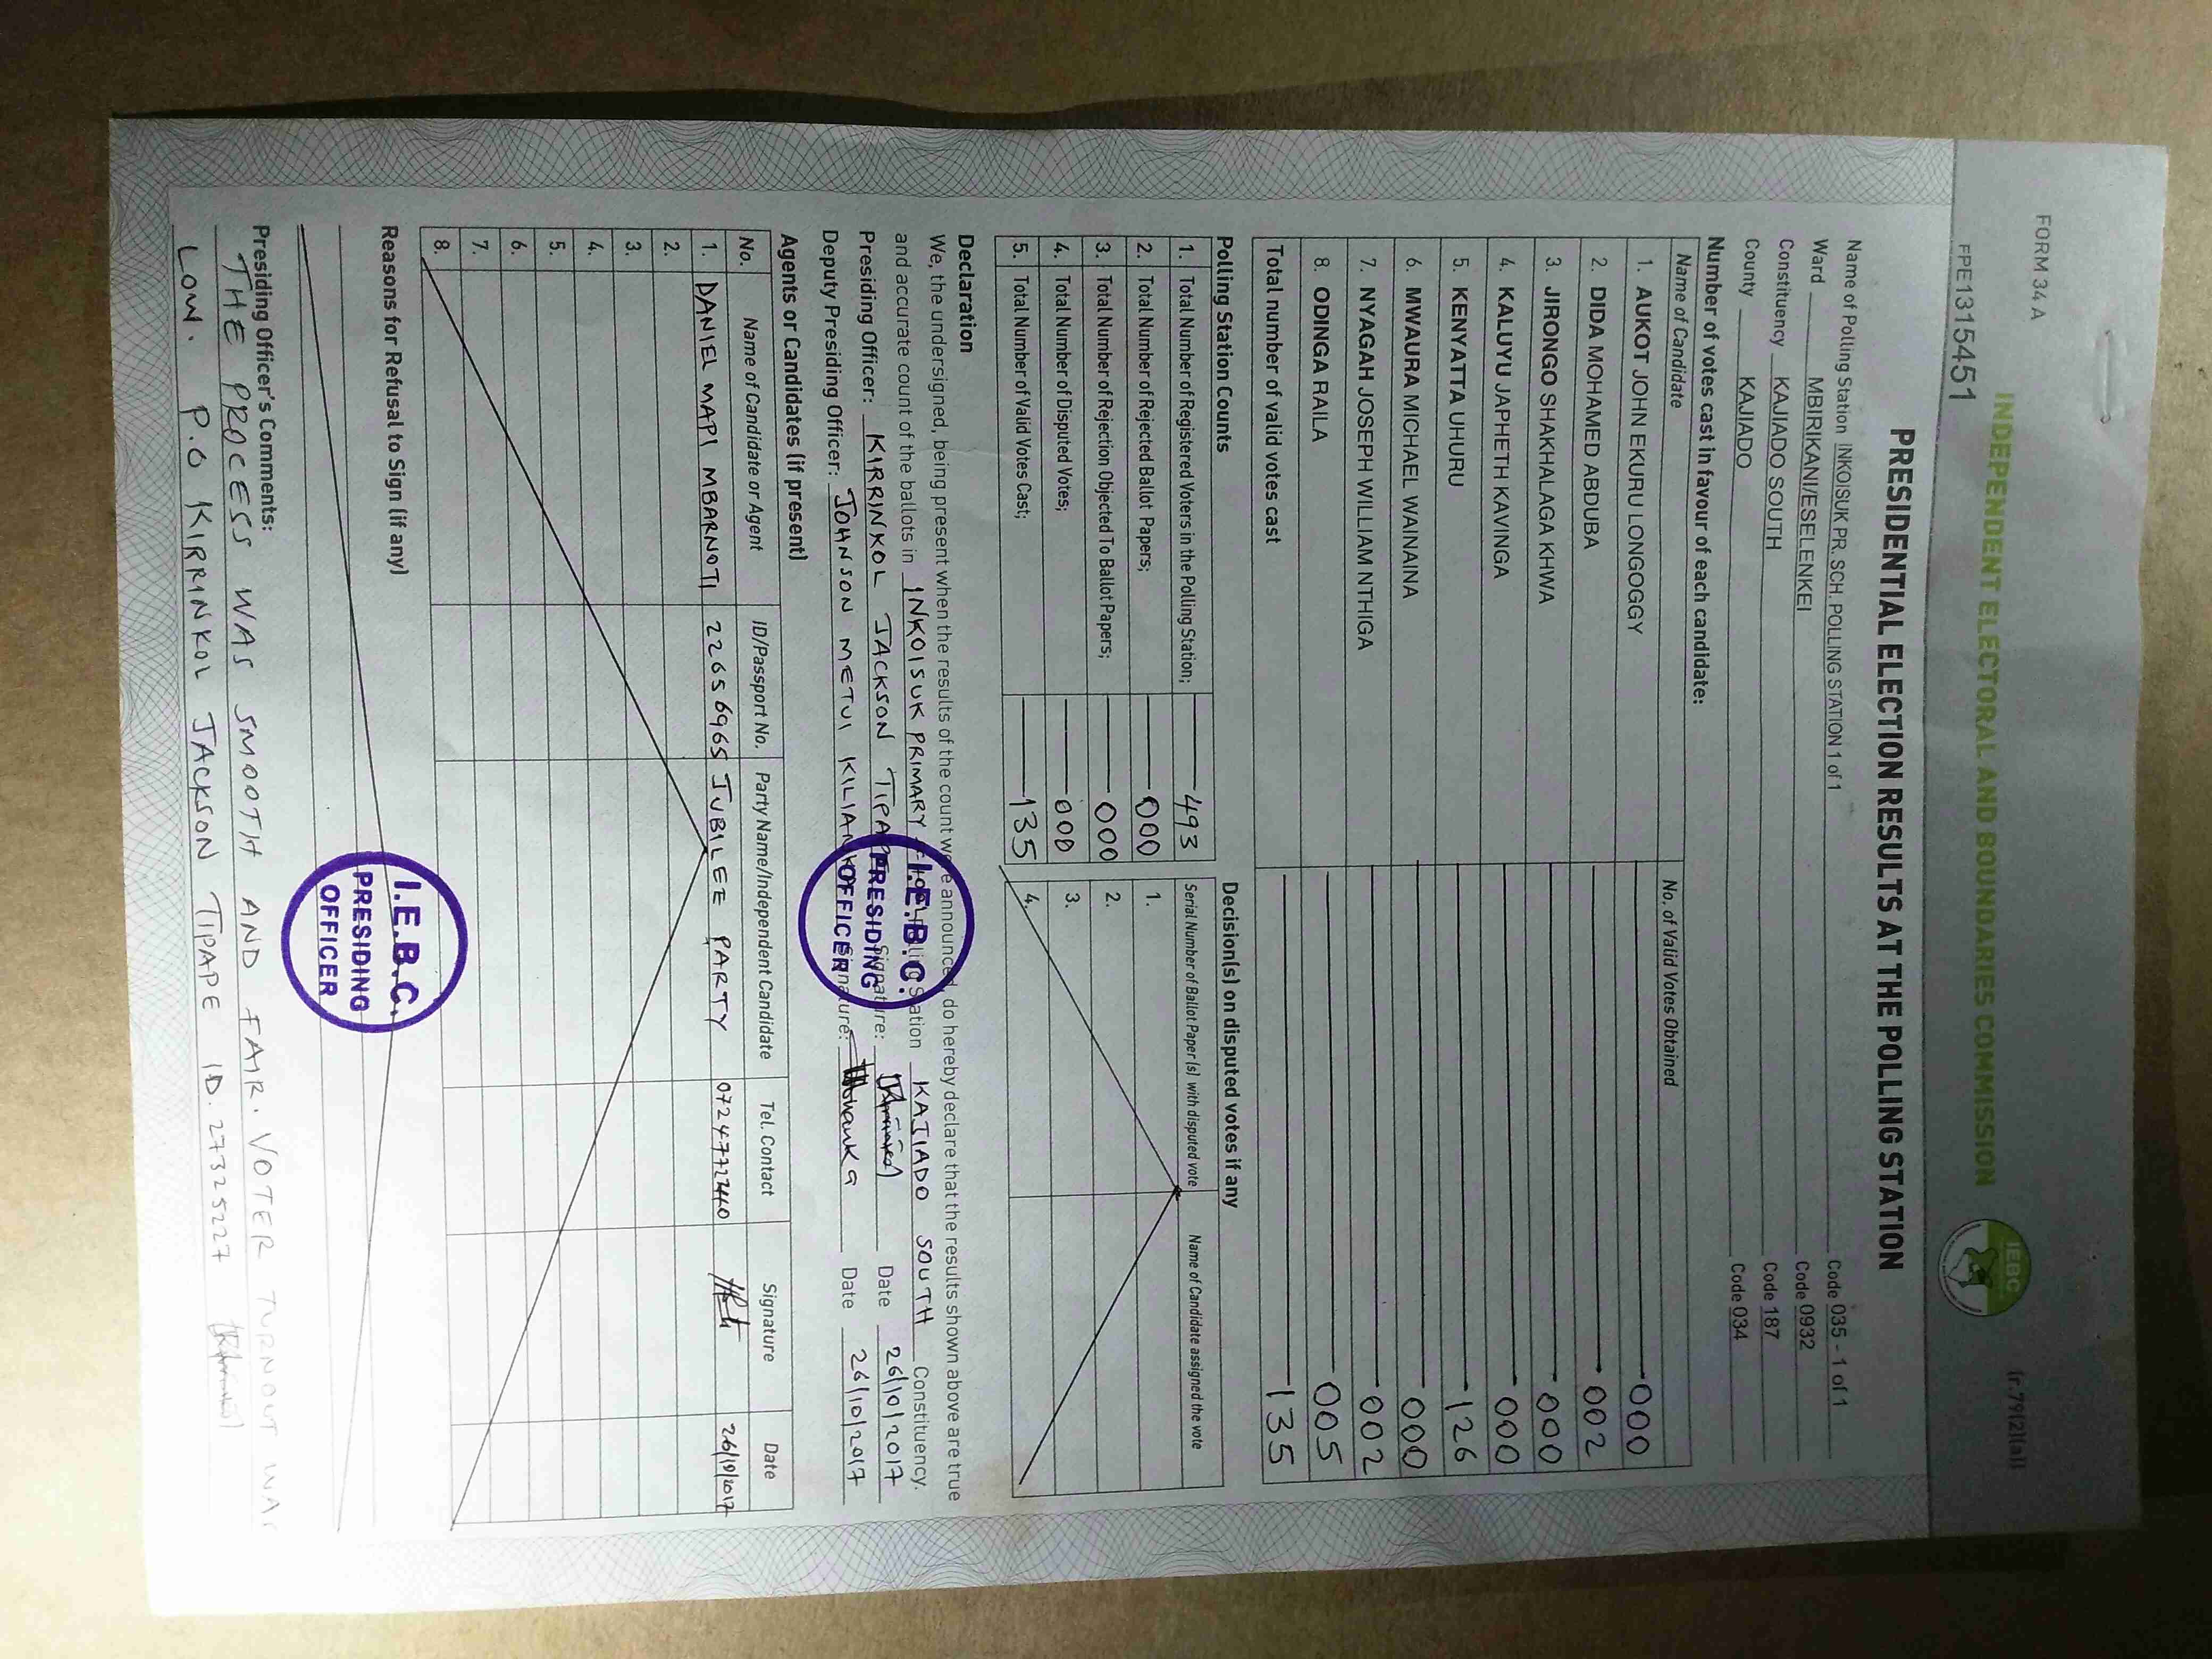 FORM 34 A
(r.79(2)(a))
INDEPENDENT ELECTORAL AND BOUNDARIES COMMISSION
IEBC
FPE1315451
PRESIDENTIAL ELECTION RESULTS AT THE POLLING STATION
Name of Polling Station INKOISUK PR. SCH. POLLING STATION 1 of 1 Code 035 - 1 of 1
Ward MBIRIKANI/ESELENKEI Code 0932
Constituency KAJIADO SOUTH Code 187
County KAJIADO Code 034
Number of votes cast in favour of each candidate:
Name of Candidate No. of Valid Votes Obtained
1. AUKOT JOHN EKURU LONGOGGY 000
2. DIDA MOHAMED ABDUBA 002
3. JIRONGO SHAKHALAGA KHWA 000
4. KALUYU JAPHETH KAVINGA 000
5. KENYATTA UHURU 126
6. MWAURA MICHAEL WAINAINA 000
7. NYAGAH JOSEPH WILLIAM NTHIGA 002
8. ODINGA RAILA 005
Total number of valid votes cast 135
Polling Station Counts
1. Total Number of Registered Voters in the Polling Station; 493
2. Total Number of Rejected Ballot Papers; 000
3. Total Number of Rejection Objected To Ballot Papers; 000
4. Total Number of Disputed Votes; 000
5. Total Number of Valid Votes Cast; 135
Decision(s) on disputed votes if any
Serial Number of Ballot Paper(s) with disputed vote Name of Candidate assigned the vote
1.
2.
3.
4.
Declaration
We, the undersigned, being present when the results of the count were announced, do hereby declare that the results shown above are true
and accurate count of the ballots in INKOISUK PRIMARY Polling Station KAJIADO SOUTH Constituency.
Presiding Officer: KIRRINKOL JACKSON TIPAPE Signature: Date 26/10/2017
Deputy Presiding Officer: JOHNSON METUI KILIANKO Signature: Date 26/10/2017
I.E.B.C.
PRESIDING
OFFICER
Agents or Candidates (if present)
No. Name of Candidate or Agent ID/Passport No. Party Name/Independent Candidate Tel. Contact Signature Date
1. DANIEL MAPI MBARNOTI 22656965 JUBILEE PARTY 26/10/2017
2.
3.
4.
5.
6.
7.
8.
Reasons for Refusal to Sign (if any)
I.E.B.C.
PRESIDING
OFFICER
Presiding Officer's Comments:
THE PROCESS WAS SMOOTH AND FAIR. VOTER TURNOUT WAS
LOW. P.O KIRRINKOL JACKSON TIPAPE ID. 27325227